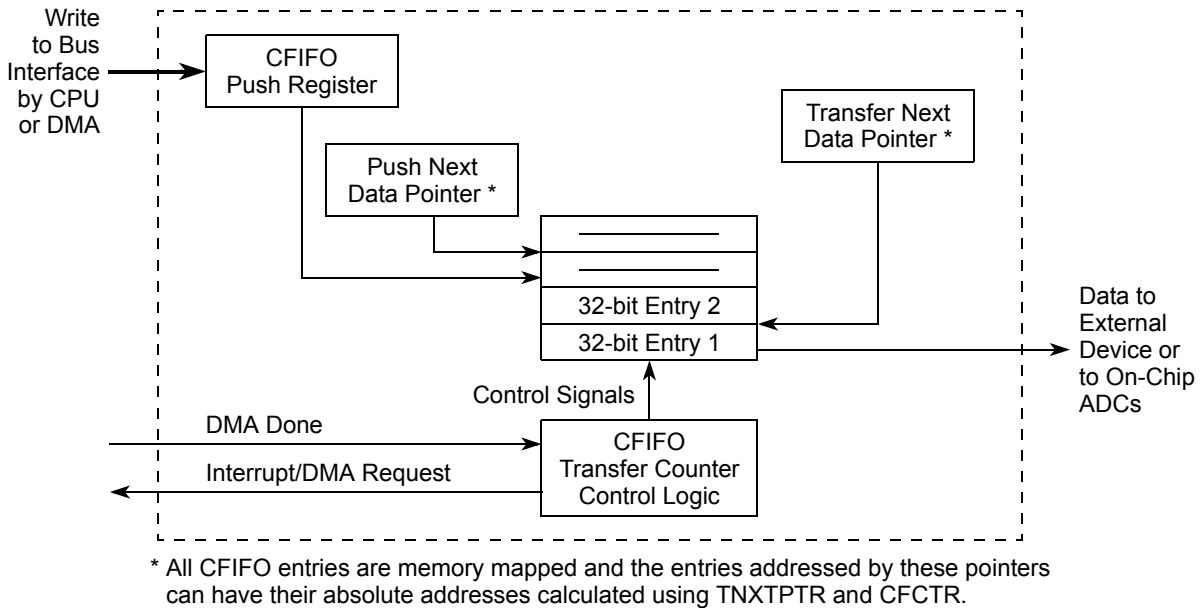 Write
to Bus
Interface
by CPU
or DMA
CFIFO
Push Register
Transfer Next
Data Pointer *
Push Next
Data Pointer *
32-bit Entry 2
32-bit Entry 1
Data to
External
Device or
to On-Chip
ADCs
Control Signals
DMA Done
Interrupt/DMA Request
CFIFO
Transfer Counter
Control Logic
* All CFIFO entries are memory mapped and the entries addressed by these pointers
can have their absolute addresses calculated using TNXTPTR and CFCTR.